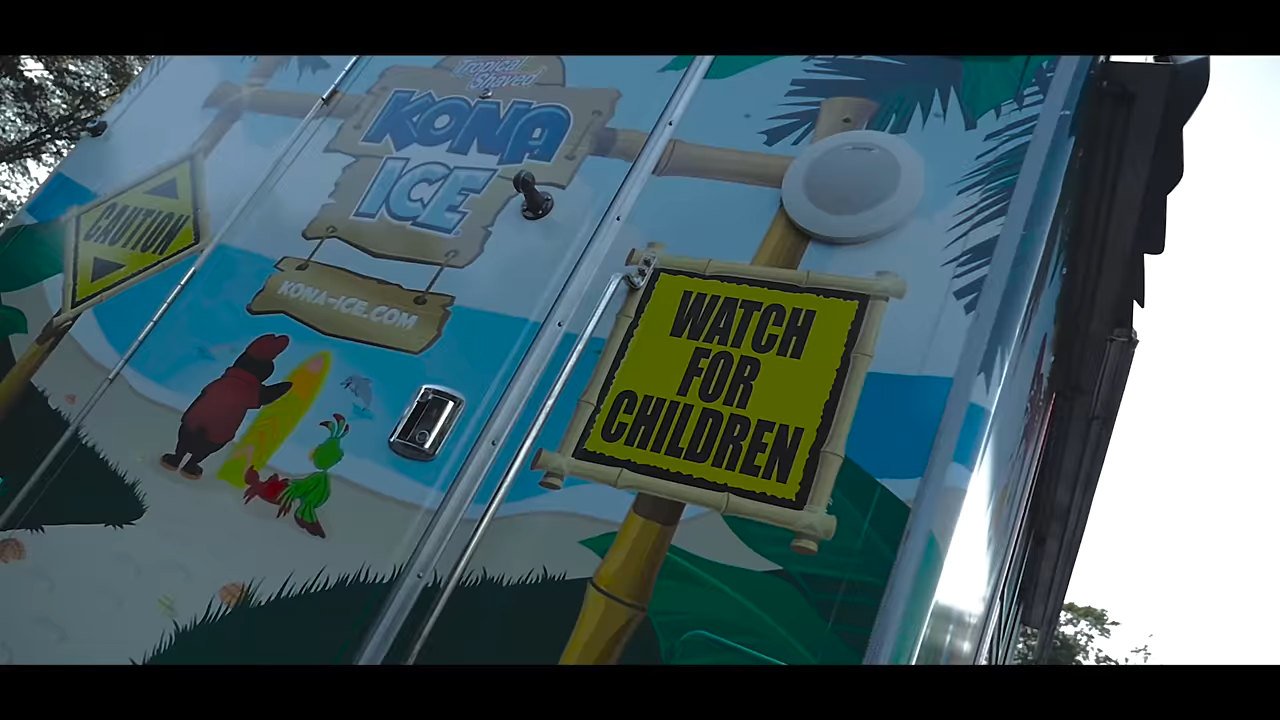 Tropical
Shaved
KONA
ICE
KONA-ICE.COM
CAUTION
WATCH
FOR
CHILDREN